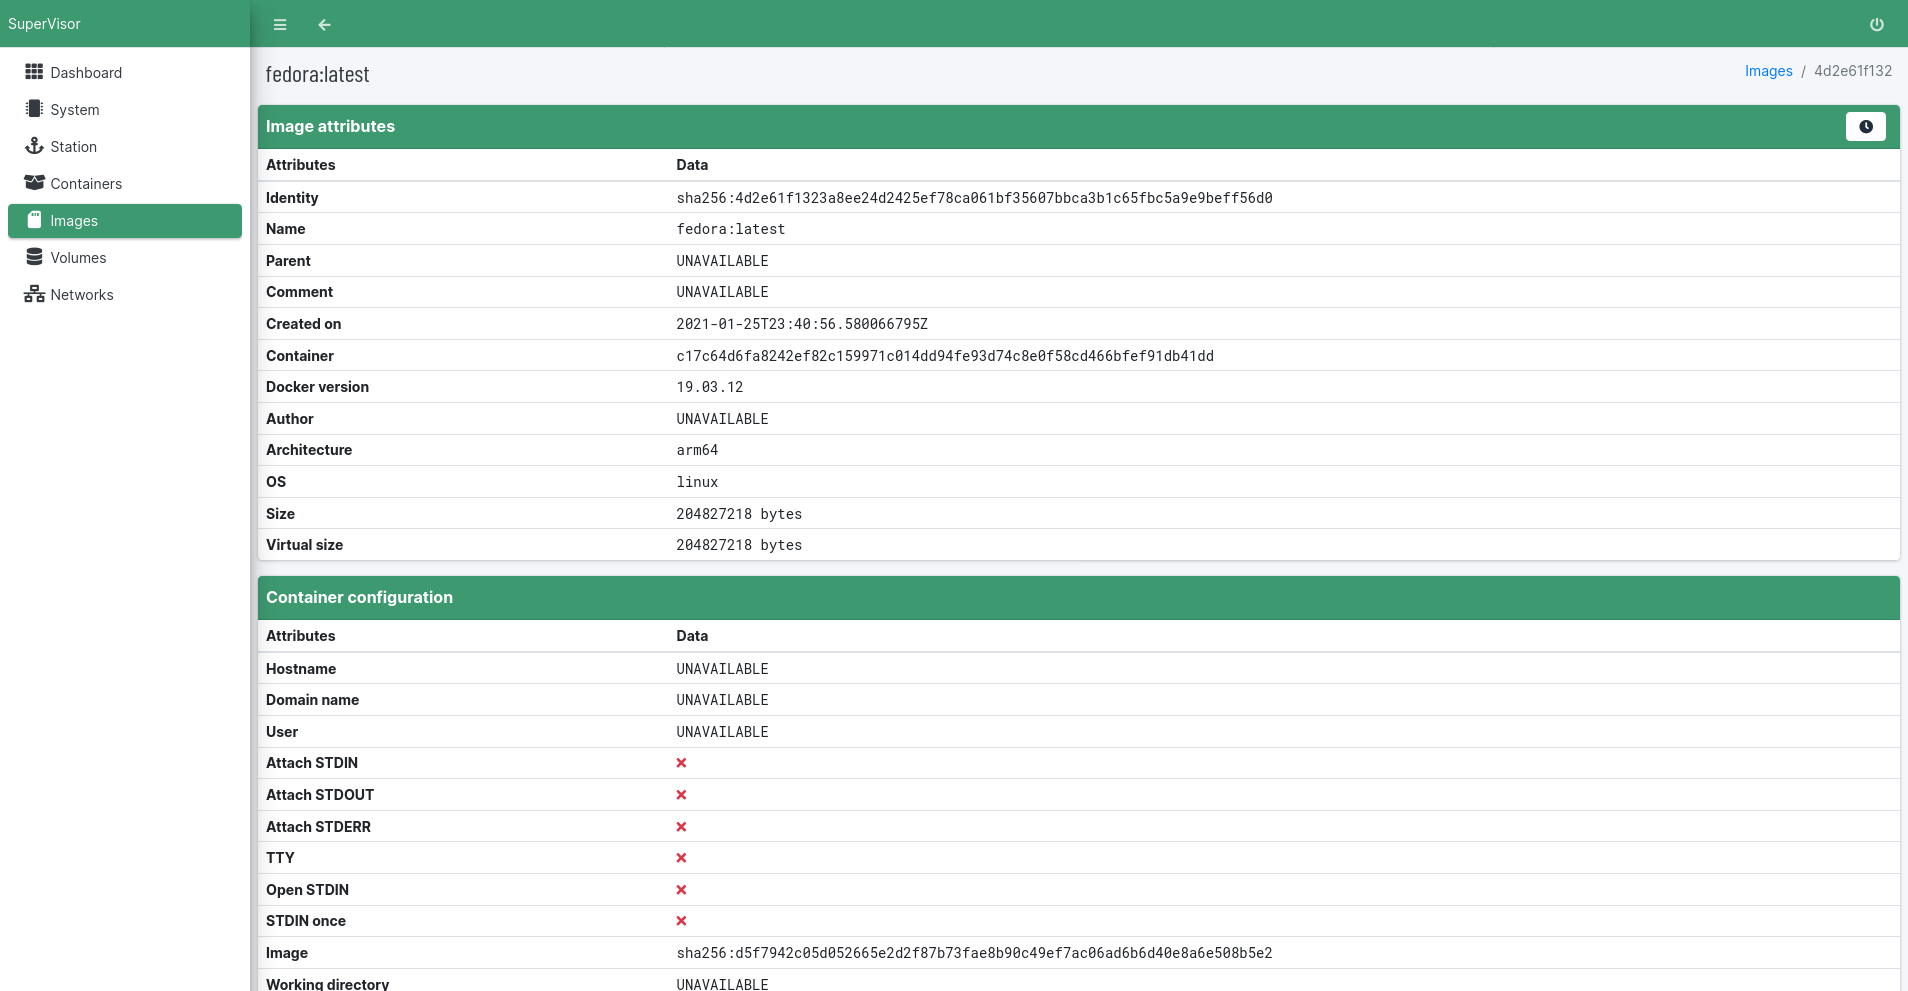 SuperVisor
Dashboard
System
Station
Containers
Images
Volumes
Networks
fedora:latest
Images / 4d2e61f132
Image attributes
Attributes Data
Identity sha256:4d2e61f1323a8ee24d2425ef78ca061bf35607bbca3b1c65fbc5a9e9beff56d0
Name fedora:latest
Parent UNAVAILABLE
Comment UNAVAILABLE
Created on 2021-01-25T23:40:56.580066795Z
Container c17c64d6fa8242ef82c159971c014dd94fe93d74c8e0f58cd466bfef91db41dd
Docker version 19.03.12
Author UNAVAILABLE
Architecture arm64
OS linux
Size 204827218 bytes
Virtual size 204827218 bytes
Container configuration
Attributes Data
Hostname UNAVAILABLE
Domain name UNAVAILABLE
User UNAVAILABLE
Attach STDIN
Attach STDOUT
Attach STDERR
TTY
Open STDIN
STDIN once
Image sha256:d5f7942c05d052665e2d2f87b73fae8b90c49ef7ac06ad6b6d40e8a6e508b5e2
Working directory UNAVAILABLE